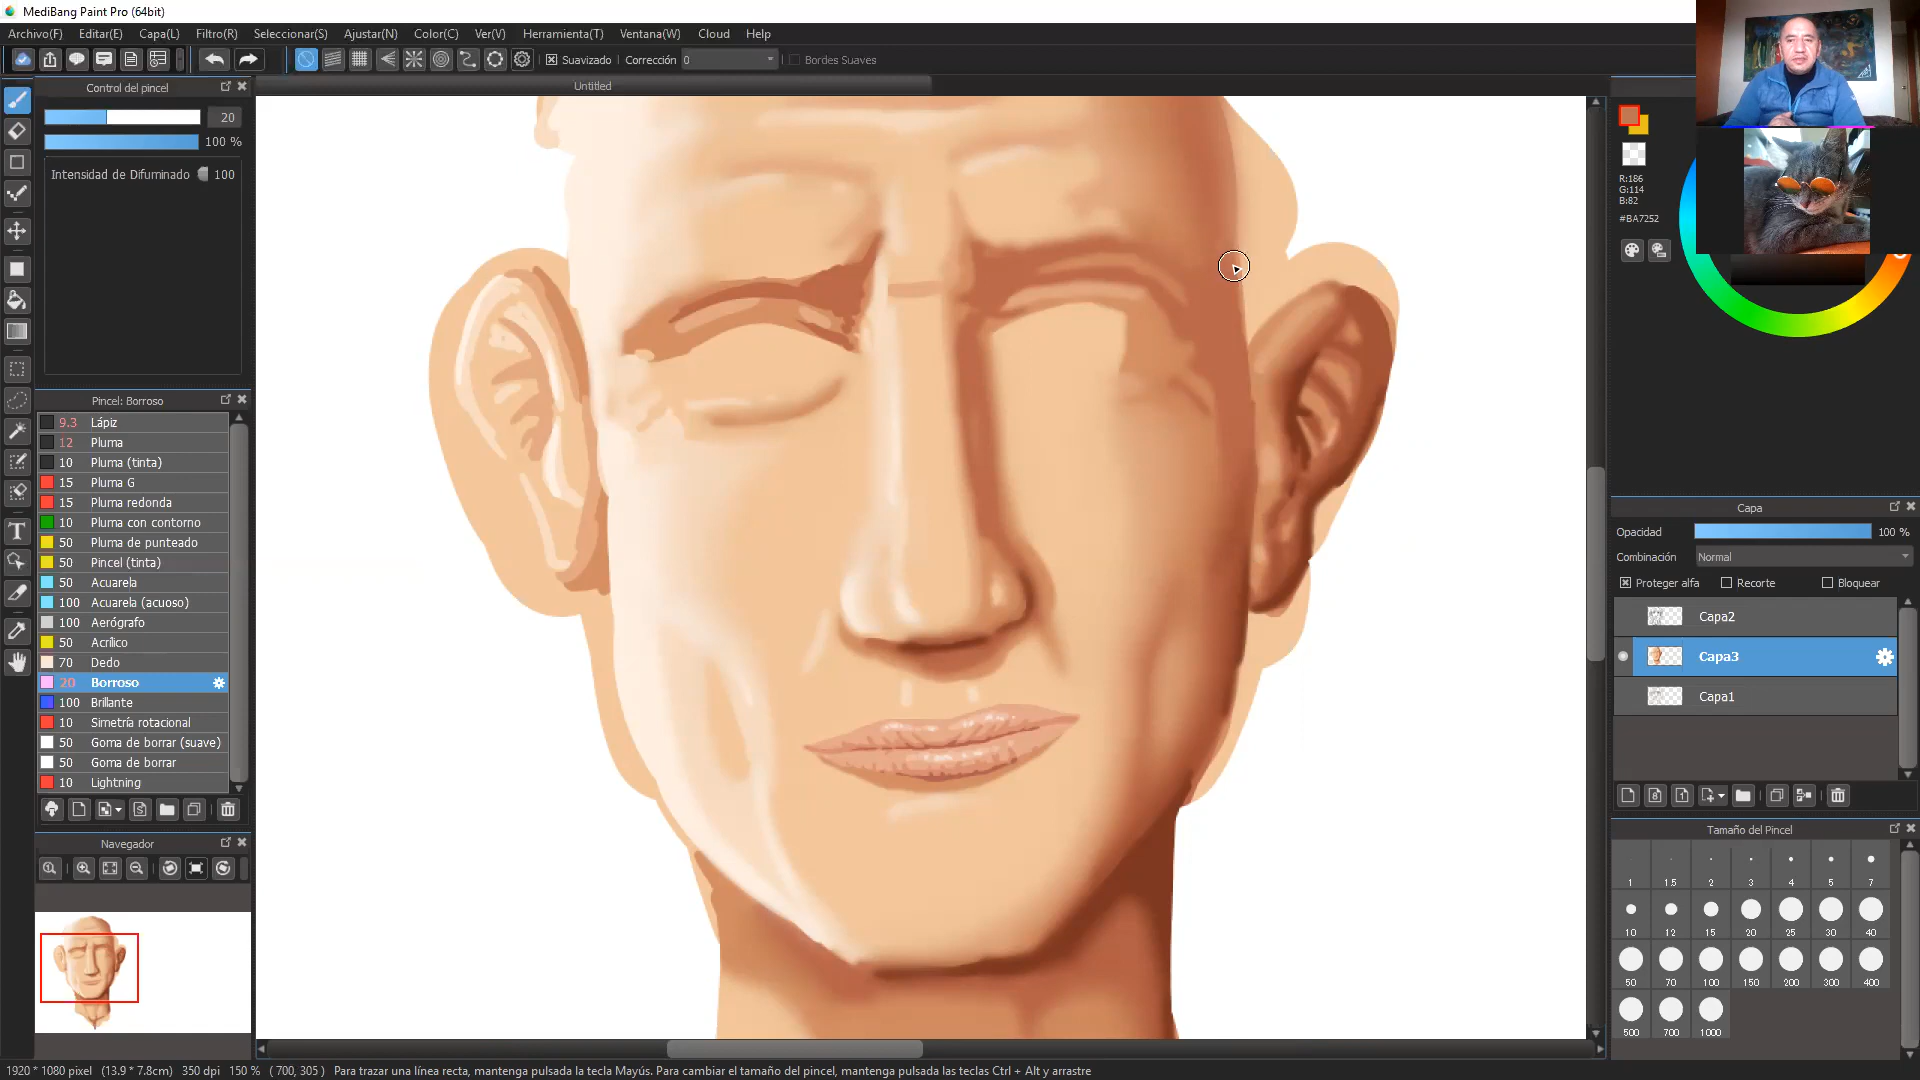 MediBang Paint Pro (64bit)
Archivo(F) Editar(E) Capa(L) Filtro(R) Seleccionar(S) Ajustar(N) Color(C) Ver(V) Herramienta(T) Ventana(W) Cloud Help
Suavizado Corrección 0 Bordes Suaves
Control del pincel
Untitled
20
100 %
Intensidad de Difuminado 100
R:186
G:114
B:82
#BA7252
Pincel: Borroso
9.3 Lápiz
12 Pluma
10 Pluma (tinta)
15 Pluma G
15 Pluma redonda
10 Pluma con contorno
50 Pluma de punteado
50 Pincel (tinta)
50 Acuarela
100 Acuarela (acuoso)
100 Aerógrafo
50 Acrílico
70 Dedo
20 Borroso
100 Brillante
10 Simetría rotacional
50 Goma de borrar (suave)
50 Goma de borrar
10 Lightning
Navegador
Capa
Opacidad 100 %
Combinación Normal
Proteger alfa Recorte Bloquear
Capa2
Capa3
Capa1
Tamaño del Pincel
1 1.5 2 3 4 5 7
10 12 15 20 25 30 40
50 70 100 150 200 300 400
500 700 1000
1920 * 1080 pixel (13.9 * 7.8cm) 350 dpi 150 % ( 700, 305 ) Para trazar una línea recta, mantenga pulsada la tecla Mayús. Para cambiar el tamaño del pincel, mantenga pulsada las teclas Ctrl + Alt y arrastre